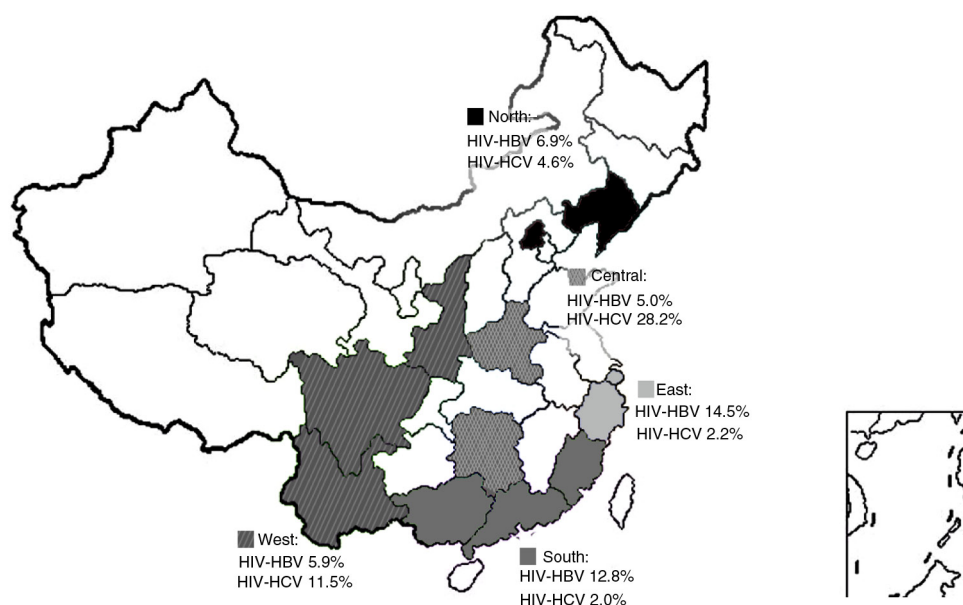 North:
HIV-HBV 6.9%
HIV-HCV 4.6%
Central:
HIV-HBV 5.0%
HIV-HCV 28.2%
East:
HIV-HBV 14.5%
HIV-HCV 2.2%
West:
HIV-HBV 5.9%
HIV-HCV 11.5%
South:
HIV-HBV 12.8%
HIV-HCV 2.0%